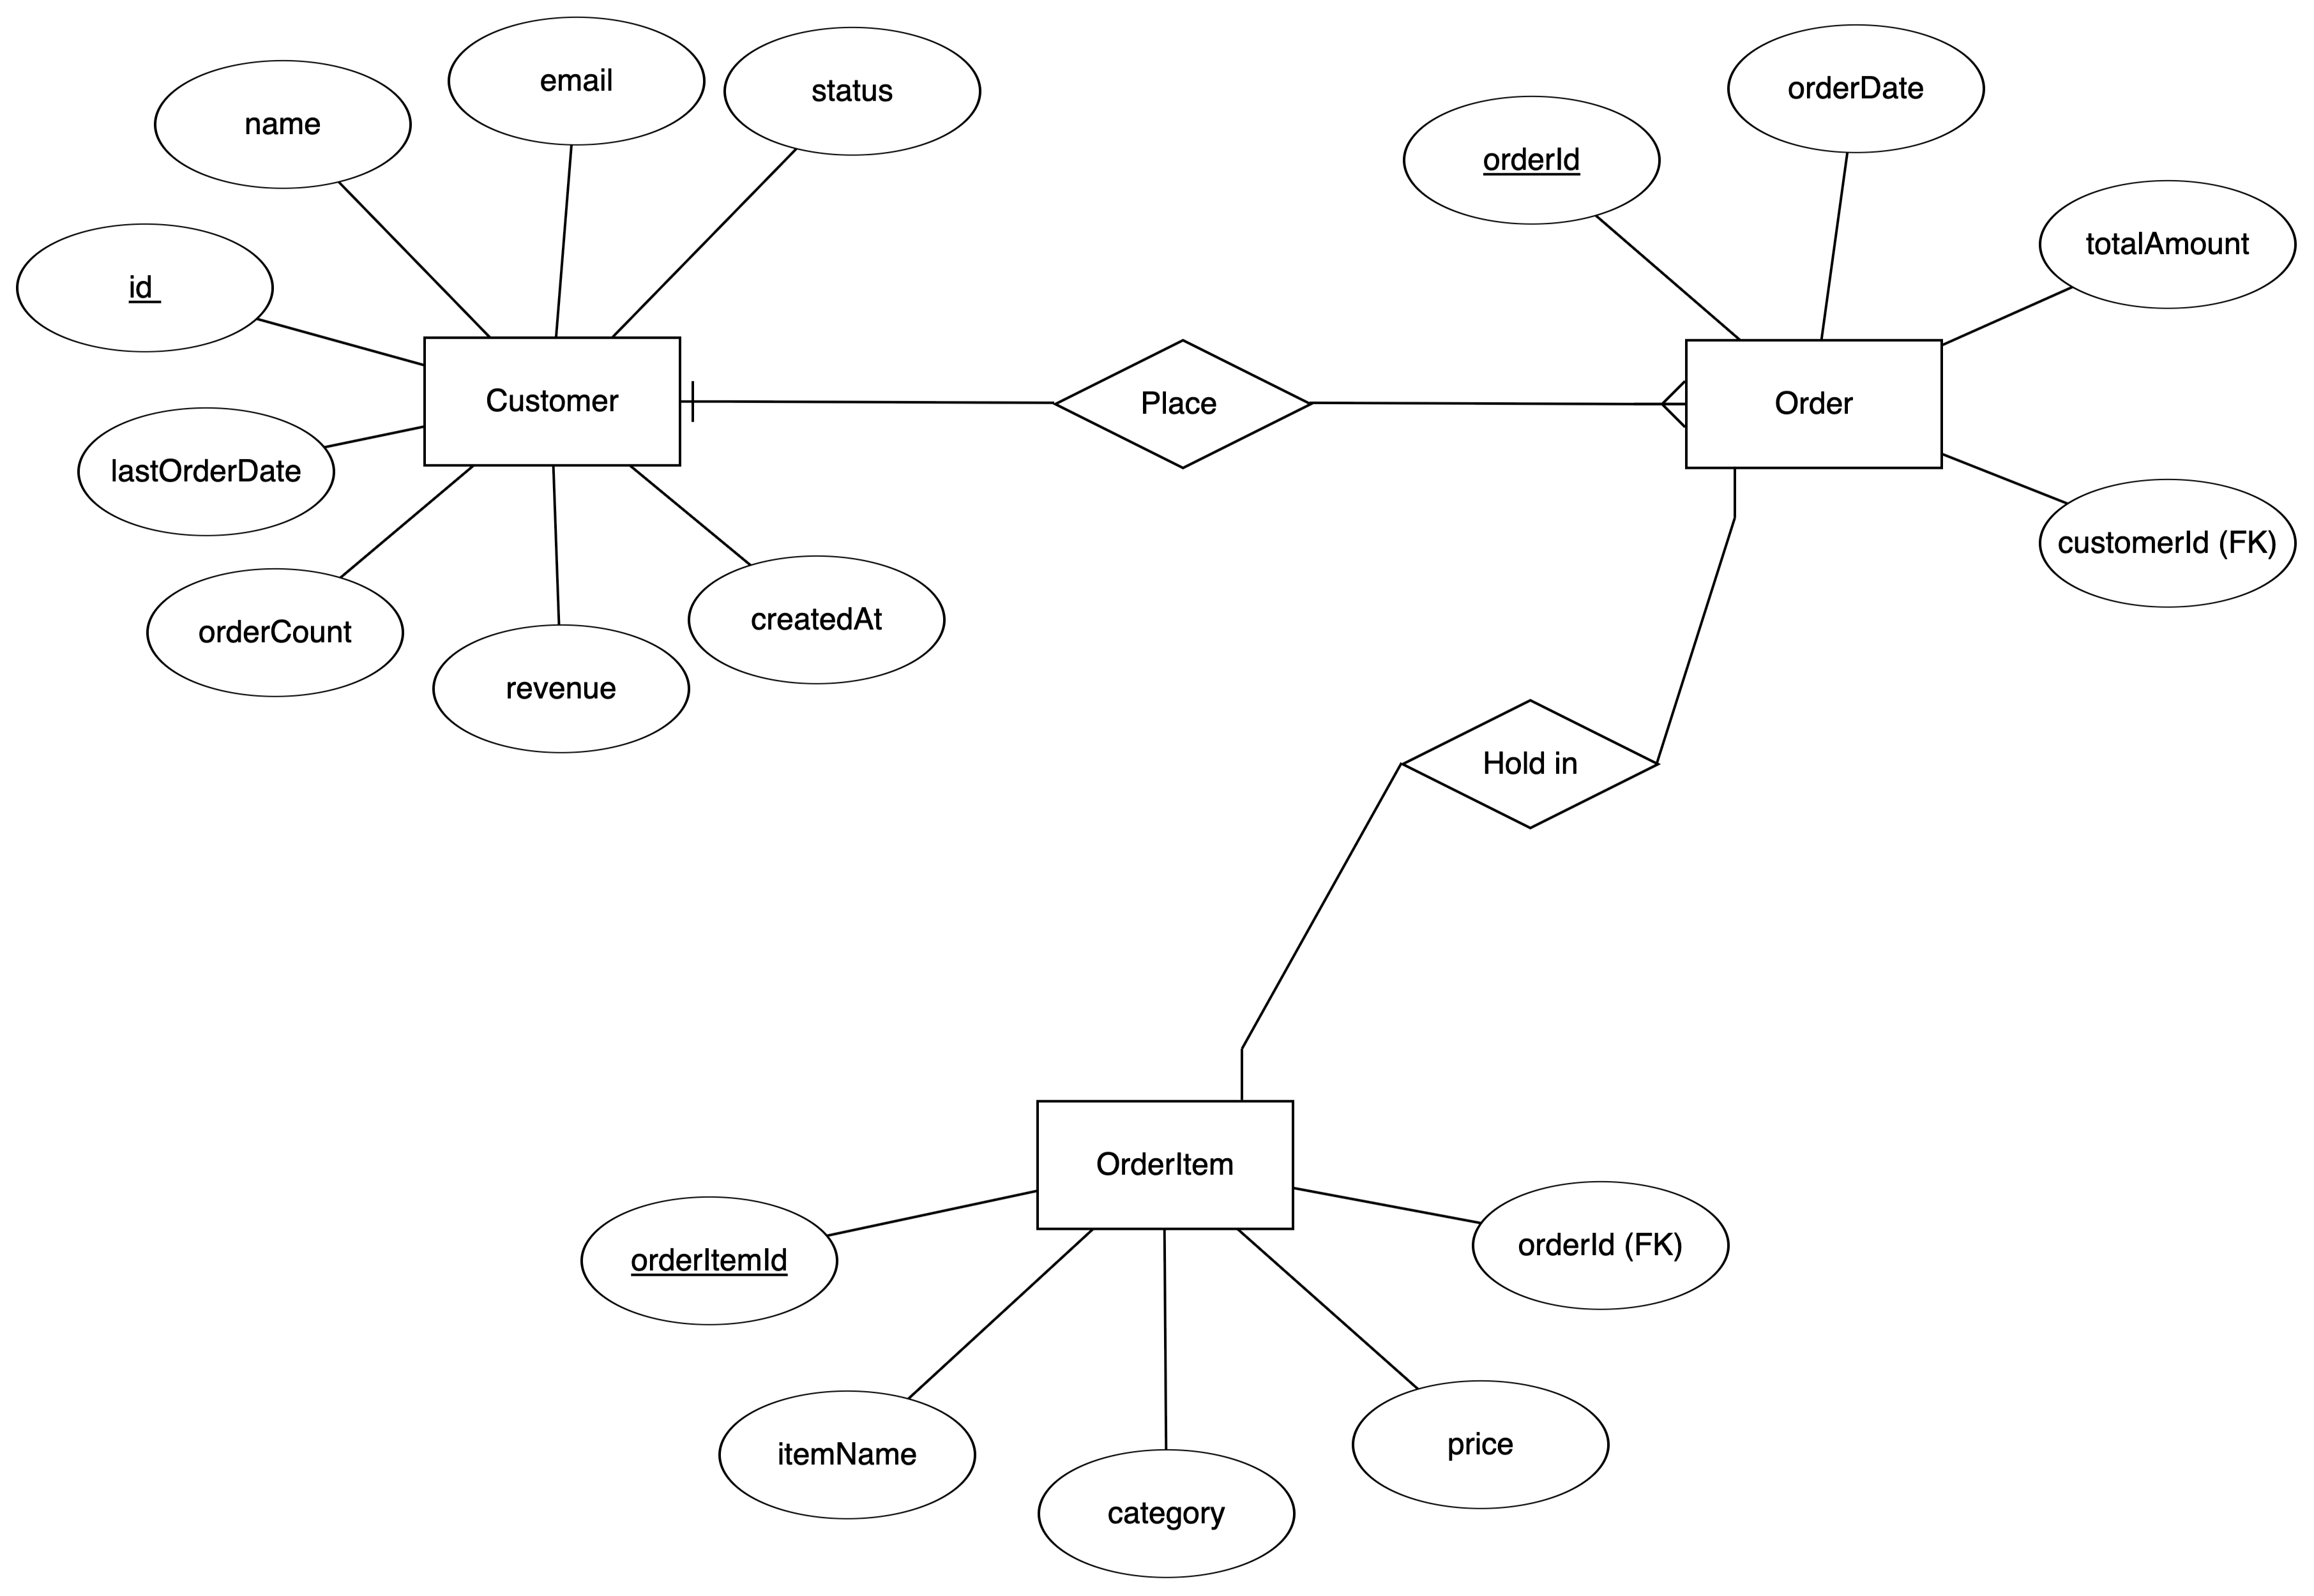 name
email
status
id
Customer
lastOrderDate
orderCount
revenue
createdAt
Place
orderId
orderDate
totalAmount
Order
customerId (FK)
Hold in
OrderItem
orderItemId
itemName
category
price
orderId (FK)